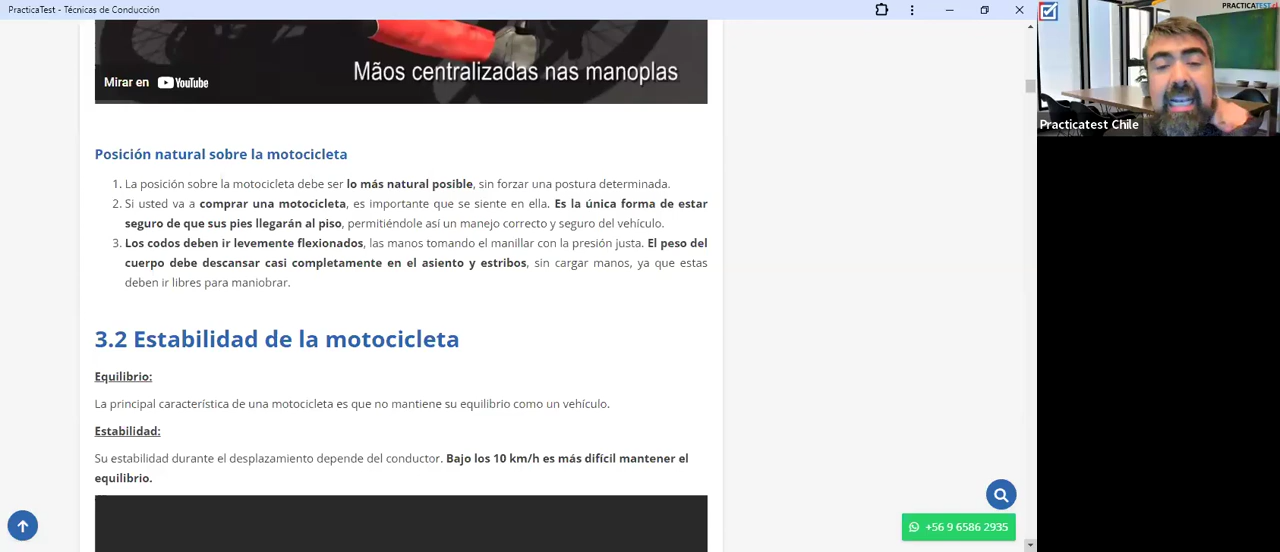 PracticaTest - Técnicas de Conducción
PRACTICATEST
Mirar en YouTube
Mãos centralizadas nas manoplas
Practicatest Chile
Posición natural sobre la motocicleta
1. La posición sobre la motocicleta debe ser lo más natural posible, sin forzar una postura determinada.
2. Si usted va a comprar una motocicleta, es importante que se siente en ella. Es la única forma de estar
seguro de que sus pies llegarán al piso, permitiéndole así un manejo correcto y seguro del vehículo.
3. Los codos deben ir levemente flexionados, las manos tomando el manillar con la presión justa. El peso del
cuerpo debe descansar casi completamente en el asiento y estribos, sin cargar manos, ya que estas
deben ir libres para maniobrar.
3.2 Estabilidad de la motocicleta
Equilibrio:
La principal característica de una motocicleta es que no mantiene su equilibrio como un vehículo.
Estabilidad:
Su estabilidad durante el desplazamiento depende del conductor. Bajo los 10 km/h es más difícil mantener el
equilibrio.
+56 9 6586 2935